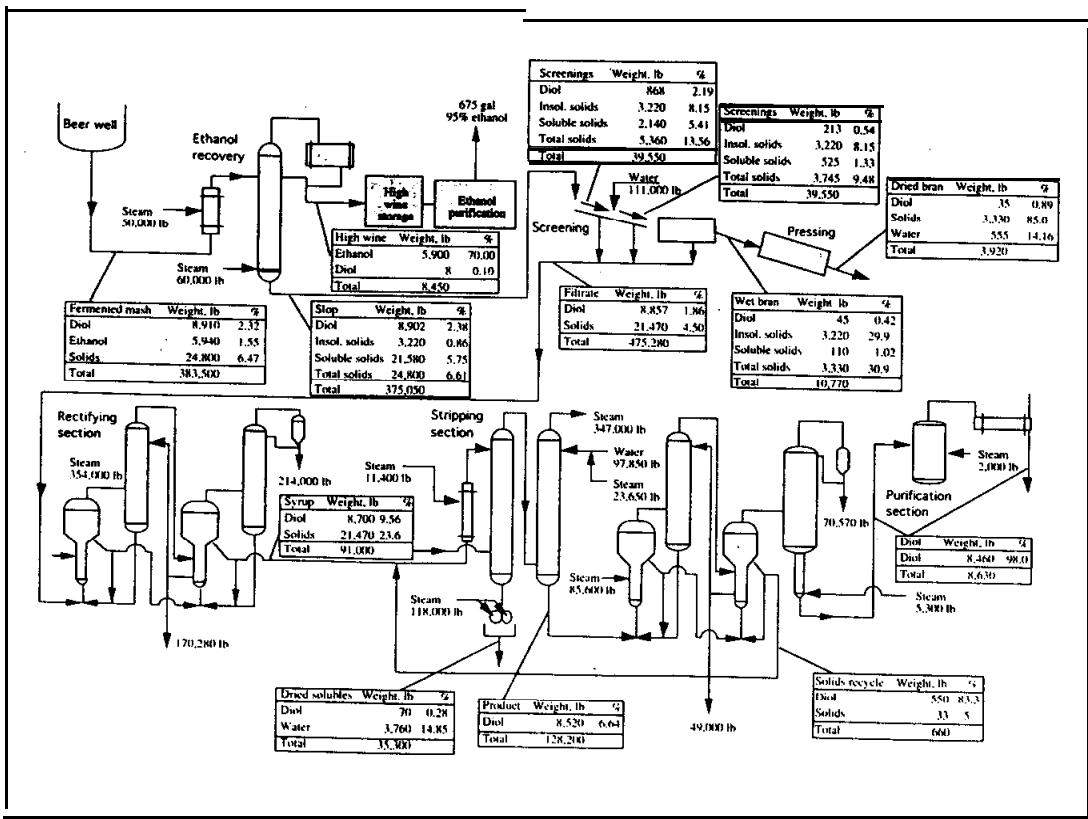 Beer well
Ethanol
recovery
675 gal
95% ethanol
Steam
50,000 lb
Steam
60,000 lb
High
wine
storage
Ethanol
purification
High wine Weight, lb %
Ethanol 5,900 70.00
Diol 8 0.10
Total 8,450
Screenings Weight, lb %
Diol 868 2.19
Insol. solids 3,220 8.15
Soluble solids 2,140 5.41
Total solids 5,360 13.56
Total 39,550
Screenings Weight, lb %
Diol 213 0.54
Insol. solids 3,220 8.15
Soluble solids 525 1.33
Total solids 3,745 9.48
Total 39,550
Water
111,000 lb
Screening
Pressing
Dried bran Weight, lb %
Diol 35 0.89
Solids 3,330 85.0
Water 555 14.16
Total 3,920
Fermented mash Weight, lb %
Diol 8,910 2.32
Ethanol 5,940 1.55
Solids 24,800 6.47
Total 383,500
Slop Weight, lb %
Diol 8,902 2.38
Insol. solids 3,220 0.86
Soluble solids 21,580 5.75
Total solids 24,800 6.61
Total 375,050
Filtrate Weight, lb %
Diol 8,857 1.86
Solids 21,470 4.50
Total 475,280
Wet bran Weight lb %
Diol 45 0.42
Insol. solids 3,220 29.9
Soluble solids 110 1.02
Total solids 3,330 30.9
Total 10,770
Rectifying
section
Steam
354,000 lb
214,000 lb
170,280 lb
Syrup Weight, lb %
Diol 8,700 9.56
Solids 21,470 23.6
Total 91,000
Stripping
section
Steam
11,400 lb
Steam
118,000 lb
Steam
347,000 lb
Water
97,850 lb
Steam
23,650 lb
Steam
85,600 lb
49,000 lb
70,570 lb
Purification
section
Steam
2,000 lb
Diol Weight, lb %
Diol 8,460 98.0
Total 8,630
Steam
5,300 lb
Dried solubles Weight, lb %
Diol 70 0.28
Water 3,760 14.85
Total 35,300
Product Weight, lb %
Diol 8,520 6.64
Total 128,200
Solids recycle Weight, lb %
Diol 550 83.3
Solids 33 5
Total 660